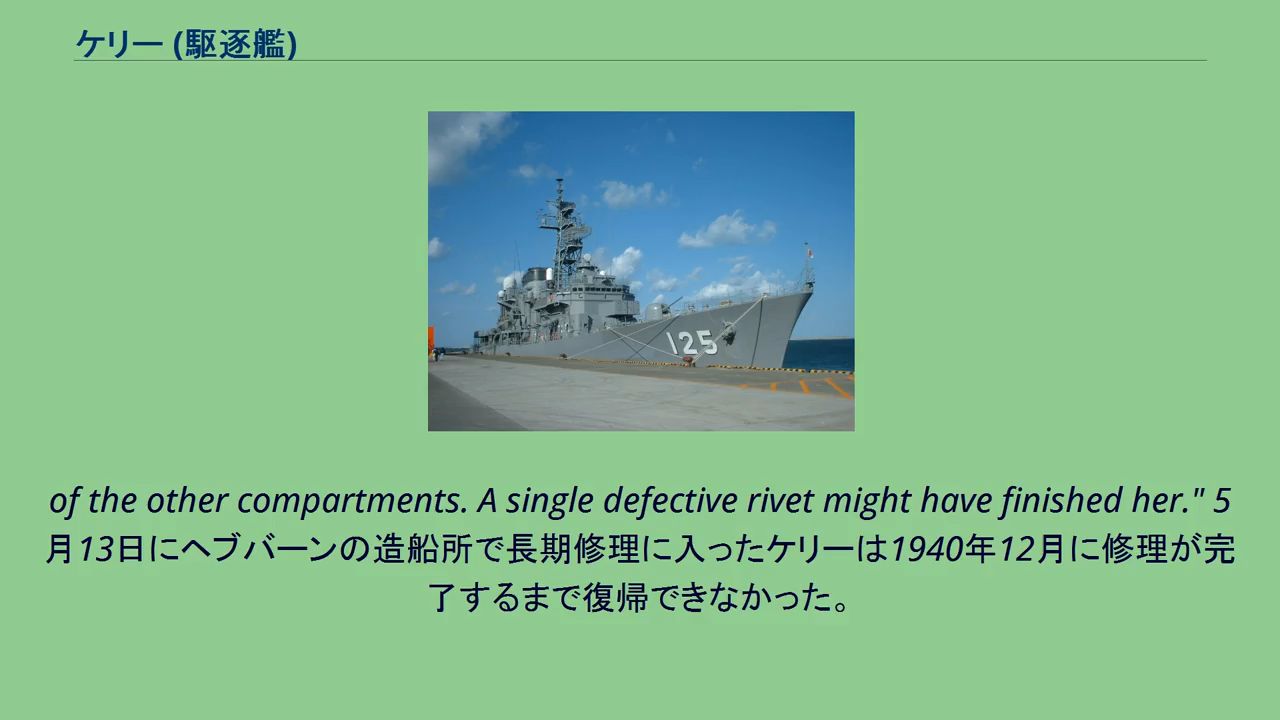 ケリー (駆逐艦)
125
of the other compartments. A single defective rivet might have finished her." 5
月13日にヘブバーンの造船所で長期修理に入ったケリーは1940年12月に修理が完
了するまで復帰できなかった。